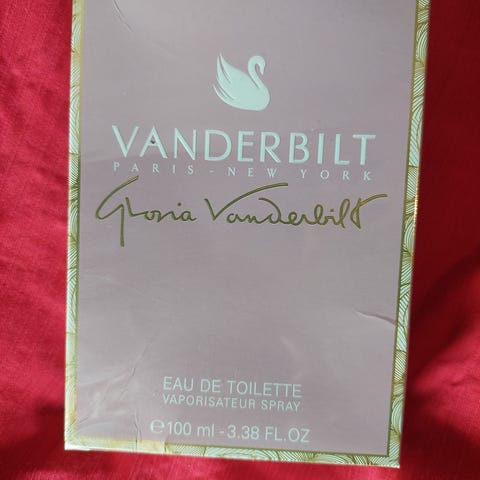 VANDERBILT
PARIS - NEW YORK
Gloria Vanderbilt
EAU DE TOILETTE
VAPORISATEUR SPRAY
℮100 ml - 3.38 FL.OZ